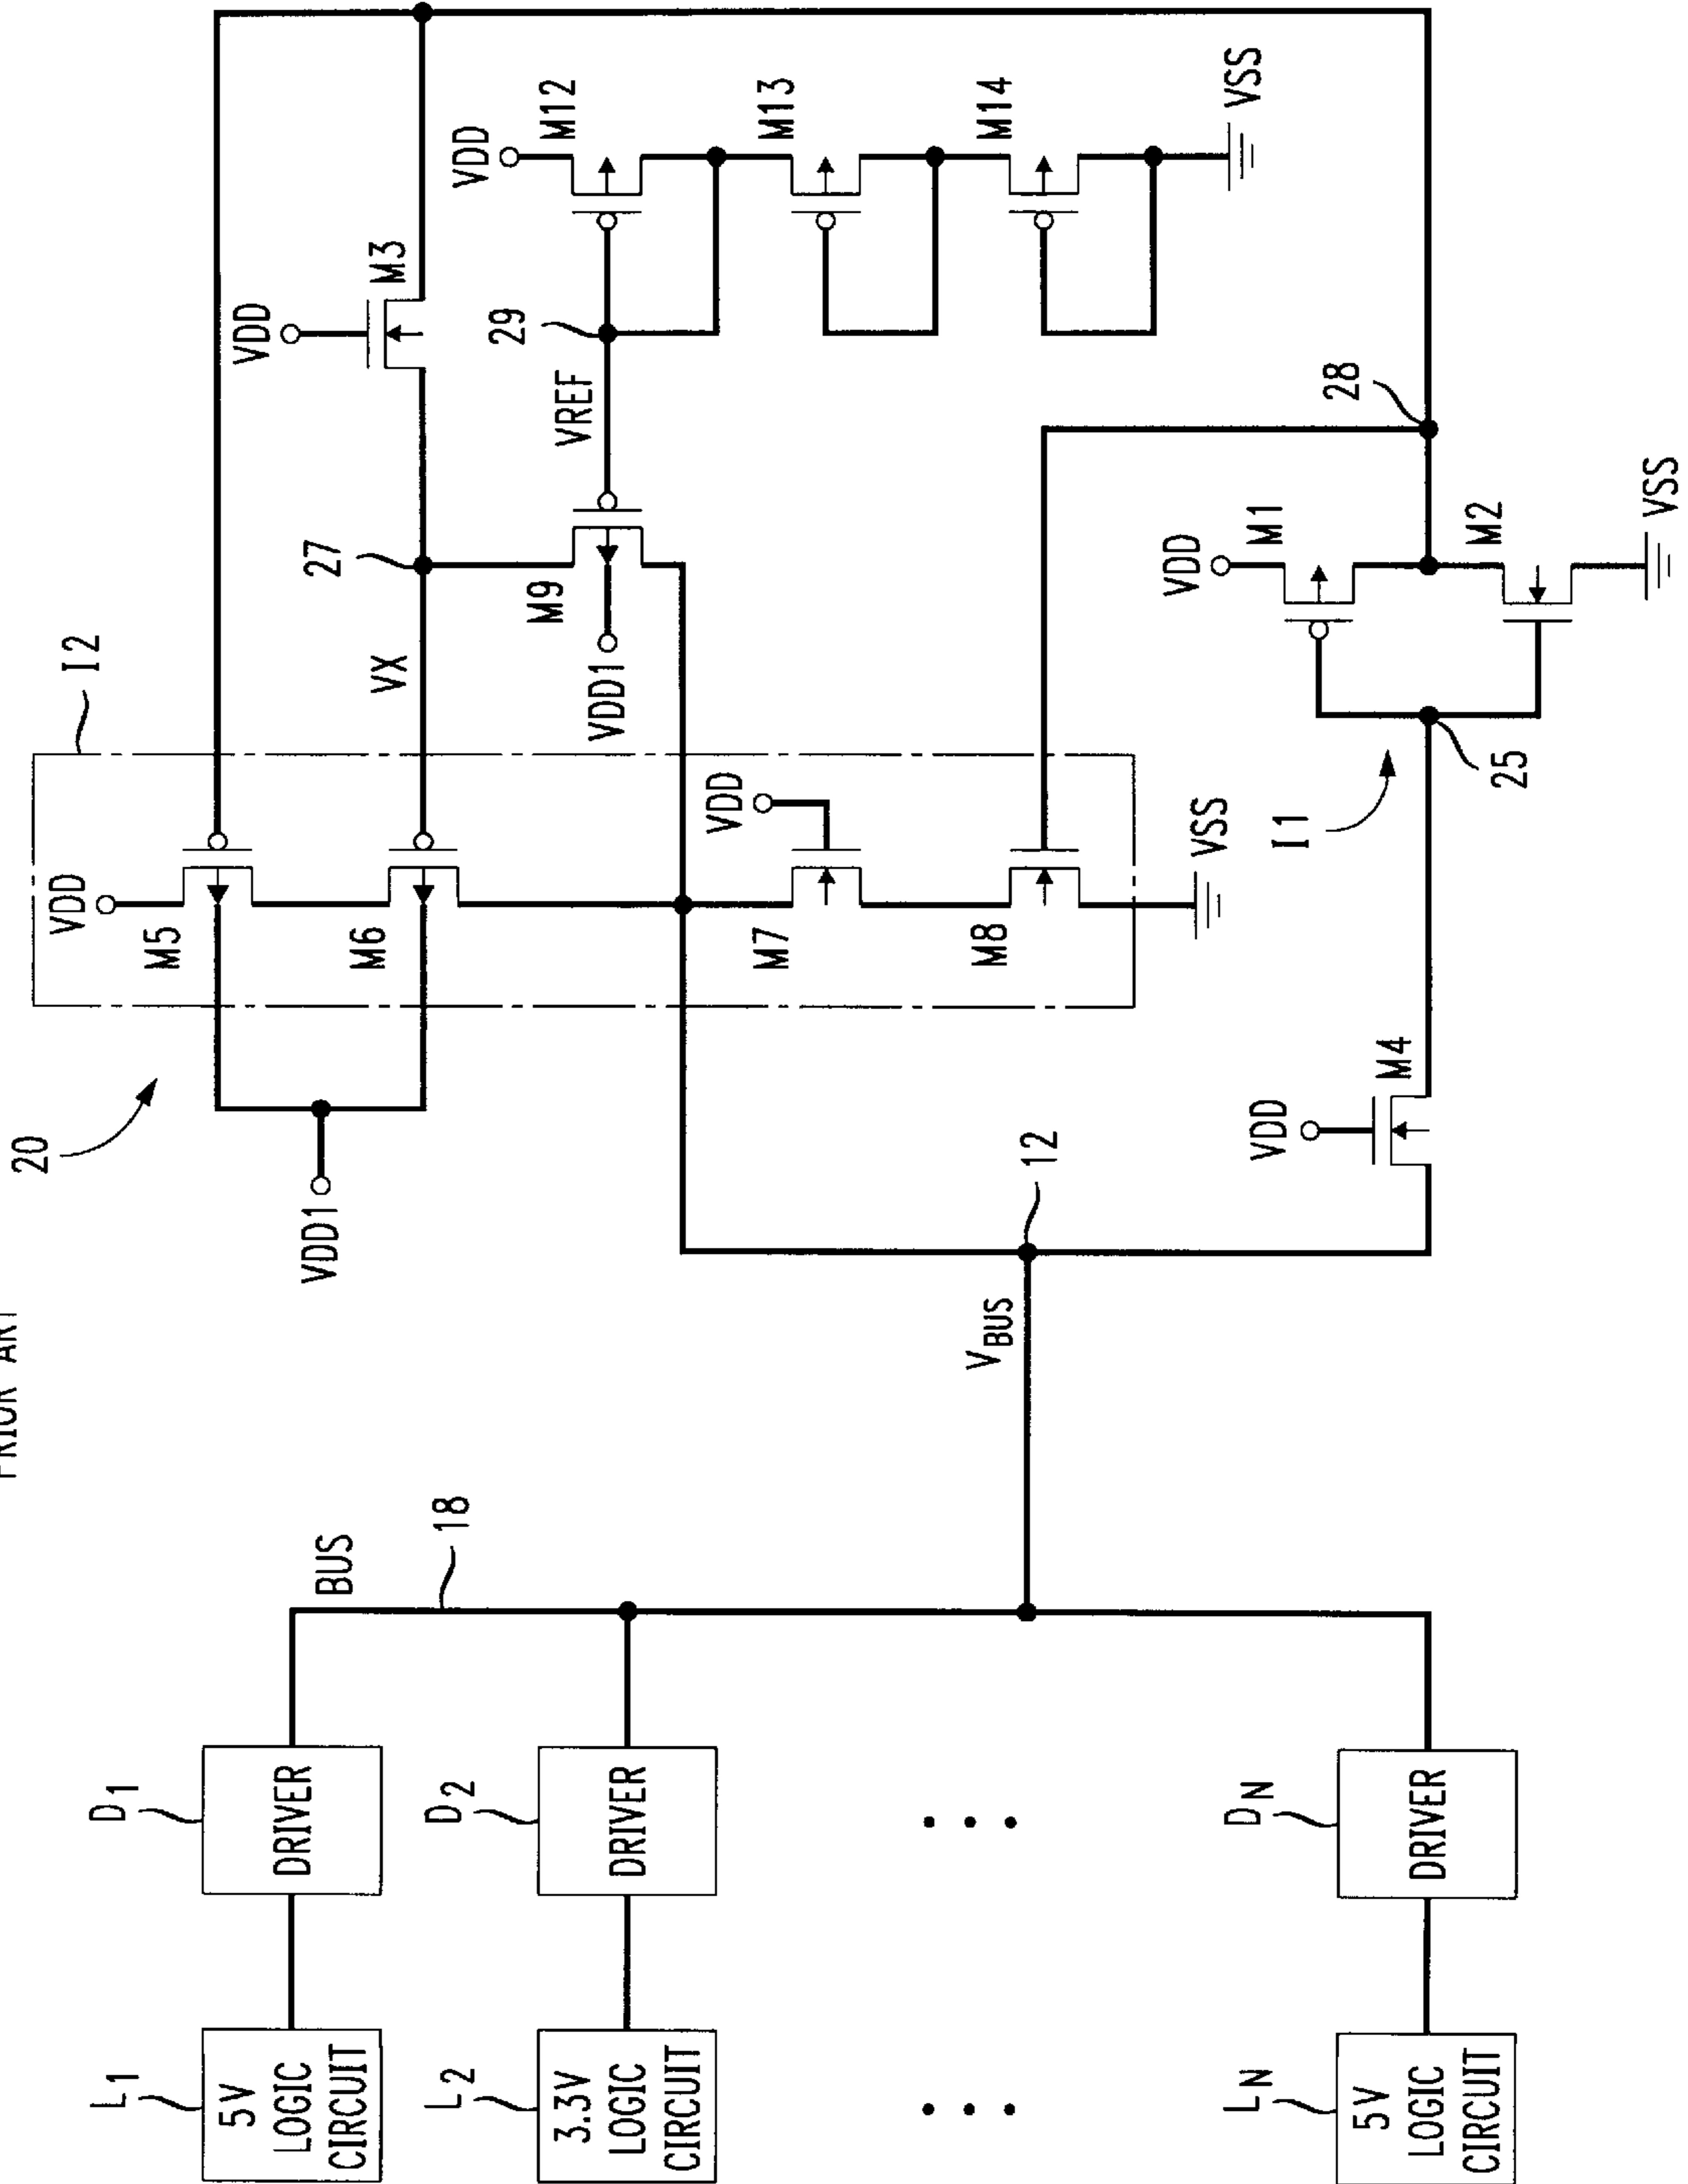 PRIOR ART
20
I2
VDD
M5
VDD1
M6
VX
27
VDD
M3
VDD
M12
29
VREF
M9
VDD1
M13
M14
VSS
VDD
M7
M8
VSS
28
VDD
M1
M2
VSS
I1
25
VDD
M4
12
VBUS
BUS
18
D1
DRIVER
L1
5V
LOGIC
CIRCUIT
D2
DRIVER
L2
3.3V
LOGIC
CIRCUIT
DN
DRIVER
LN
5V
LOGIC
CIRCUIT